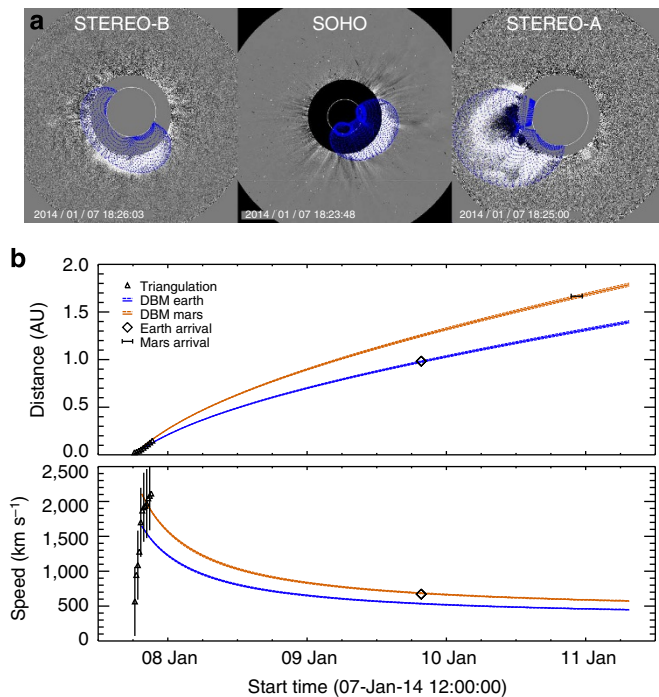 a STEREO-B SOHO STEREO-A
2014 / 01 / 07 18:26:03 2014 / 01 / 07 18:23:48 2014 / 01 / 07 18:25:00
b
2.0
1.5
1.0
0.5
0.0
Distance (AU)
Triangulation
DBM earth
DBM mars
Earth arrival
Mars arrival
2,500
2,000
1,500
1,000
500
0
Speed (km s⁻¹)
08 Jan 09 Jan 10 Jan 11 Jan
Start time (07-Jan-14 12:00:00)